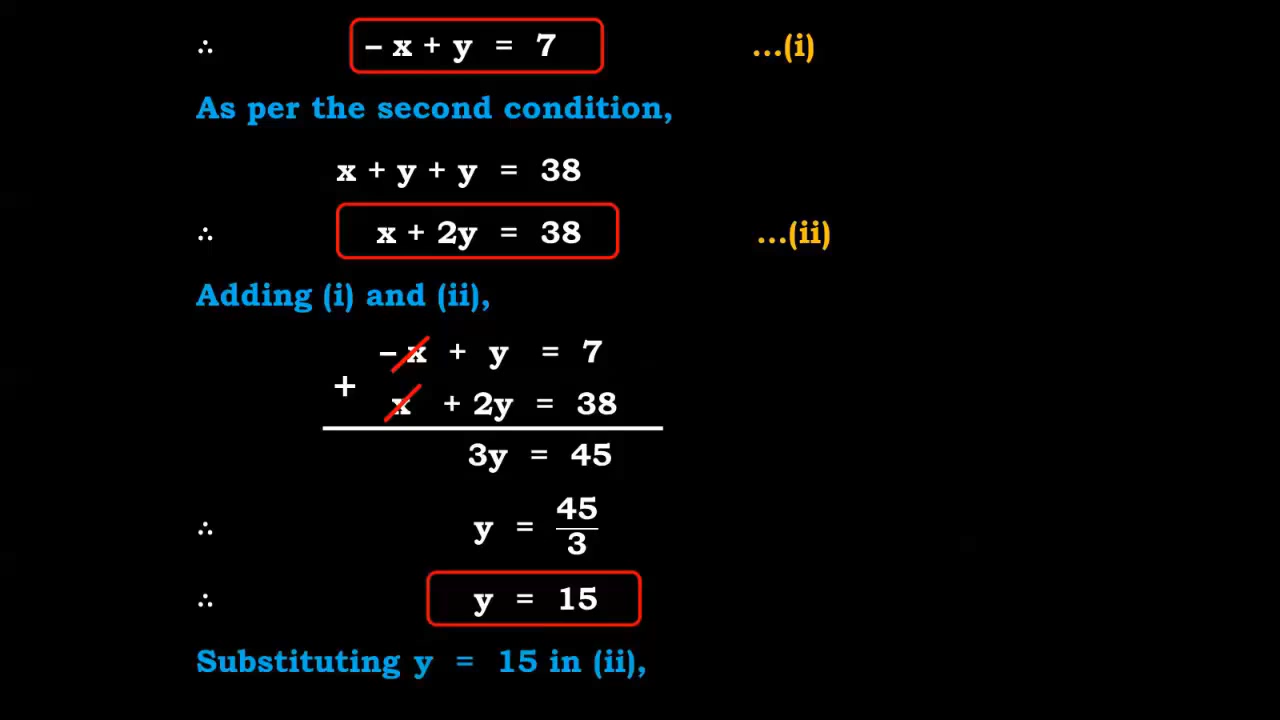 ∴ – x + y = 7 ...(i)
As per the second condition,
x + y + y = 38
∴ x + 2y = 38 ...(ii)
Adding (i) and (ii),
– x + y = 7
+
x + 2y = 38
3y = 45
∴ y = 45/3
∴ y = 15
Substituting y = 15 in (ii),